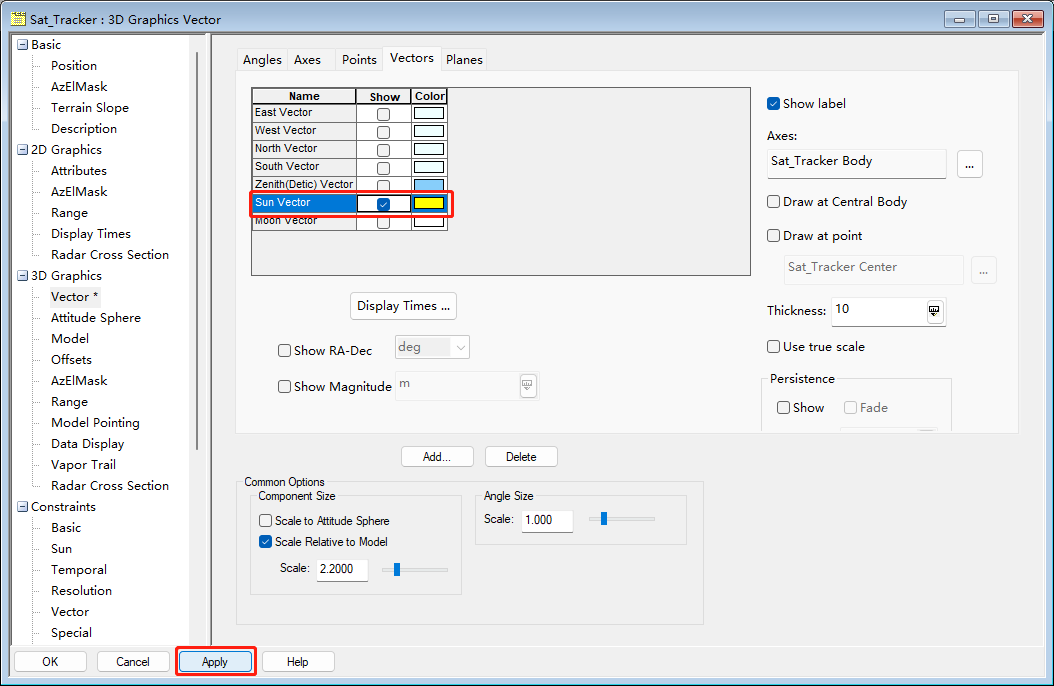 Sat_Tracker : 3D Graphics Vector
Basic
Position
AzElMask
Terrain Slope
Description
2D Graphics
Attributes
AzElMask
Range
Display Times
Radar Cross Section
3D Graphics
Vector *
Attitude Sphere
Model
Offsets
AzElMask
Range
Model Pointing
Data Display
Vapor Trail
Radar Cross Section
Constraints
Basic
Sun
Temporal
Resolution
Vector
Special
Angles Axes Points Vectors Planes
Name Show Color
East Vector
West Vector
North Vector
South Vector
Zenith(Detic) Vector
Sun Vector
Moon Vector
Display Times ...
Show RA-Dec deg
Show Magnitude m
Show label
Axes:
Sat_Tracker Body ...
Draw at Central Body
Draw at point
Sat_Tracker Center ...
Thickness: 10
Use true scale
Persistence
Show Fade
Add... Delete
Common Options
Component Size
Scale to Attitude Sphere
Scale Relative to Model
Scale: 2.2000
Angle Size
Scale: 1.000
OK Cancel Apply Help